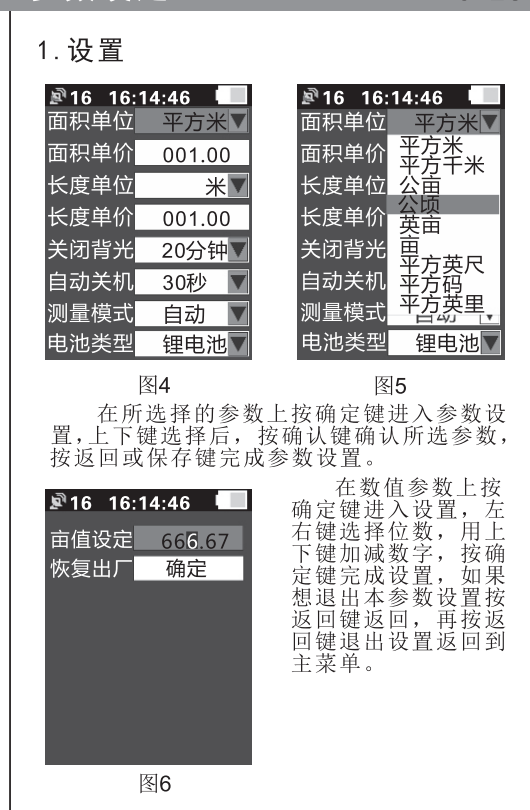 1.设置
16 16:14:46
面积单位 平方米
面积单价 001.00
长度单位 米
长度单价 001.00
关闭背光 20分钟
自动关机 30秒
测量模式 自动
电池类型 锂电池
图4
16 16:14:46
面积单位 平方米
面积单价
长度单位
长度单价
关闭背光
自动关机
测量模式
电池类型 锂电池
平方米
平方千米
公亩
公顷
英亩
亩
平方英尺
平方码
平方英里
图5
在所选择的参数上按确定键进入参数设
置,上下键选择后，按确认键确认所选参数，
按返回或保存键完成参数设置。
16 16:14:46
亩值设定 666.67
恢复出厂 确定
图6
在数值参数上按
确定键进入设置，左
右键选择位数，用上
下键加减数字，按确
定键完成设置，如果
想退出本参数设置按
返回键返回，再按返
回键退出设置返回到
主菜单。